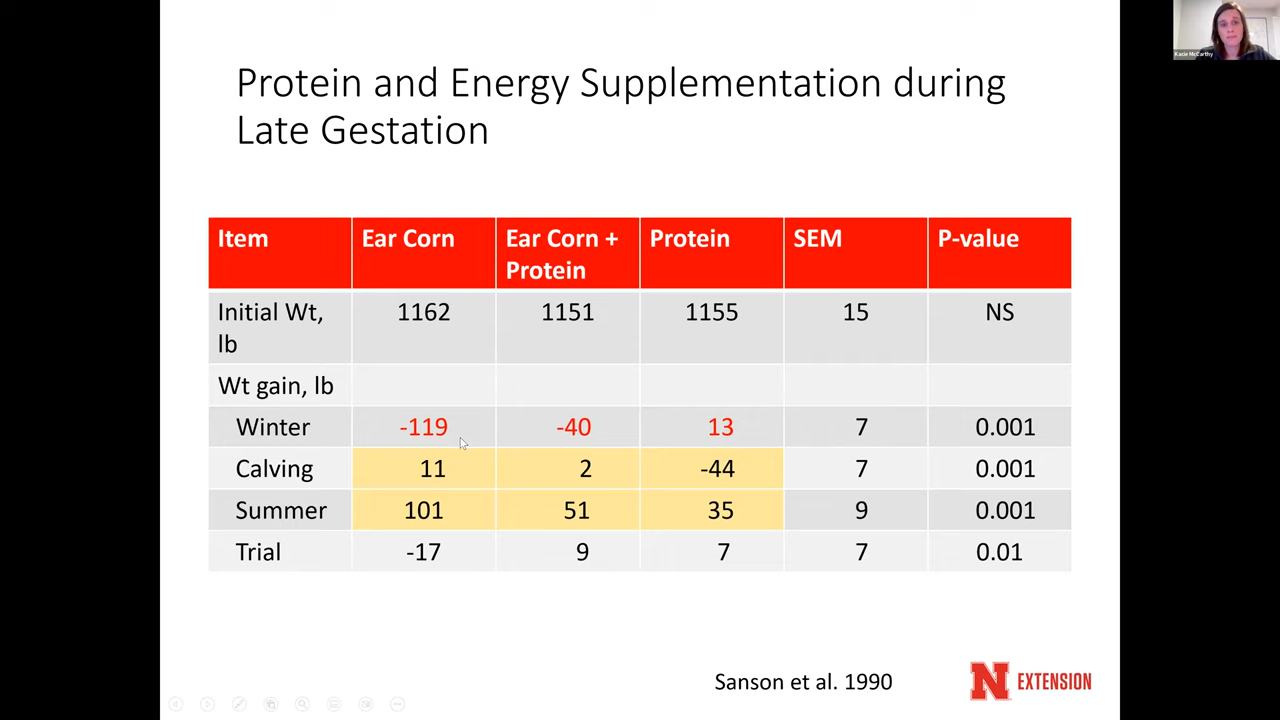 Kacie McCarthy
Protein and Energy Supplementation during
Late Gestation
Item Ear Corn Ear Corn + Protein SEM P-value
Protein
Initial Wt, 1162 1151 1155 15 NS
lb
Wt gain, lb
Winter -119 -40 13 7 0.001
Calving 11 2 -44 7 0.001
Summer 101 51 35 9 0.001
Trial -17 9 7 7 0.01
Sanson et al. 1990
N EXTENSION